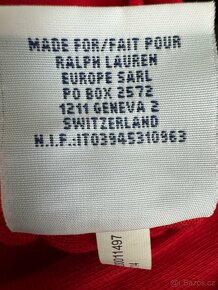 MADE FOR/FAIT POUR
RALPH LAUREN
EUROPE SARL
PO BOX 2572
1211 GENEVA 2
SWITZERLAND
N.I.F.:IT03945310963